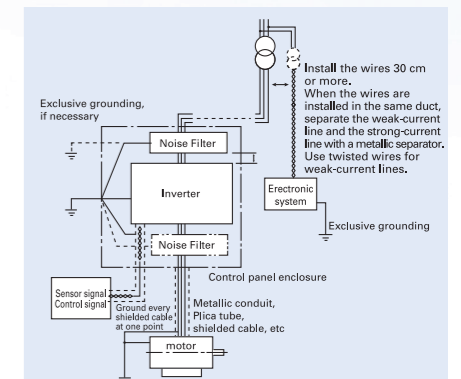 Install the wires 30 cm
or more.
When the wires are
installed in the same duct,
separate the weak-current
line and the strong-current
line with a metallic separator.
Use twisted wires for
weak-current lines.
Exclusive grounding,
if necessary
Noise Filter
Inverter
Erectronic
system
Exclusive grounding
Noise Filter
Control panel enclosure
Sensor signal
Control signal
Ground every
shielded cable
at one point
Metallic conduit,
Plica tube,
shielded cable, etc
motor